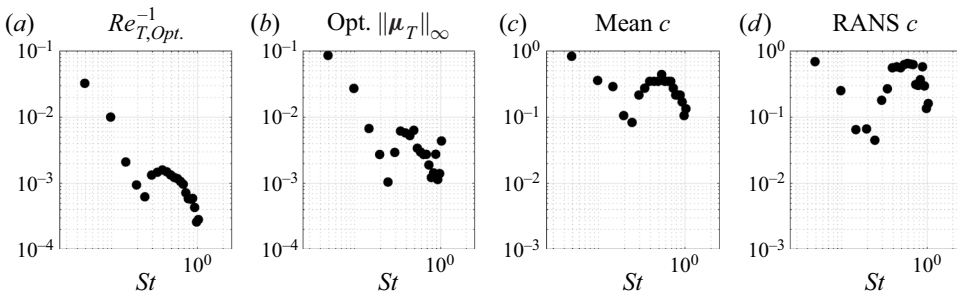 (a) Re_{T,Opt.}^{-1} (b) Opt. ||μ_T||_∞ (c) Mean c (d) RANS c
10^{-1} 10^{-1} 10^0 10^0
10^{-2} 10^{-2} 10^{-1} 10^{-1}
10^{-3} 10^{-3} 10^{-2} 10^{-2}
10^{-4} 10^{-4} 10^{-3} 10^{-3}
10^0 10^0 10^0 10^0
St St St St